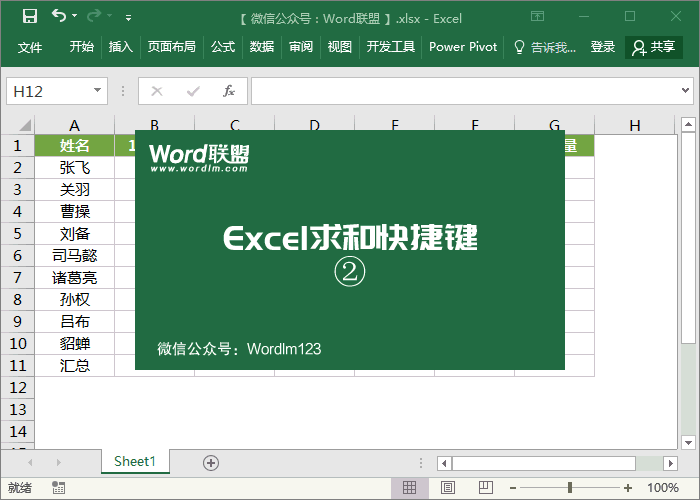 【 微信公众号：Word联盟 】.xlsx - Excel
文件 开始 插入 页面布局 公式 数据 审阅 视图 开发工具 Power Pivot 告诉我... 登录 共享
H12 fx
A B C D E F G H
1 姓名 1 量
2 张飞
3 关羽
4 曹操
5 刘备
6 司马懿
7 诸葛亮
8 孙权
9 吕布
10 貂蝉
11 汇总
12
13
14
Word联盟
www.wordlm.com
Excel求和快捷键
②
微信公众号：Wordlm123
Sheet1
就绪 100%